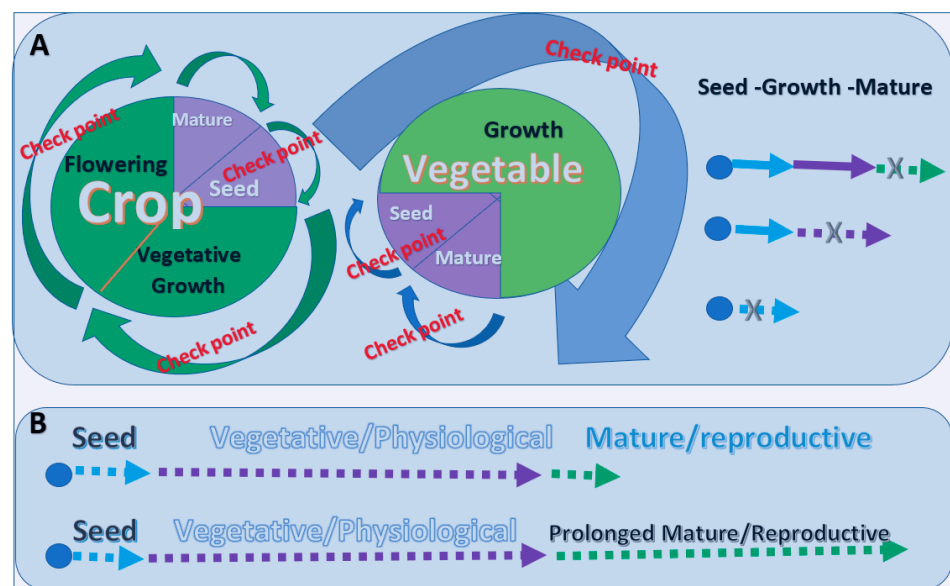 A
Check point
Seed -Growth -Mature
Mature
Check point
Check point
Flowering
Crop
Seed
Vegetative
Growth
Check point
Growth
Vegetable
Seed
Check point
Mature
Check point
X
X
X
B
Seed
Vegetative/Physiological
Mature/reproductive
Seed
Vegetative/Physiological
Prolonged Mature/Reproductive